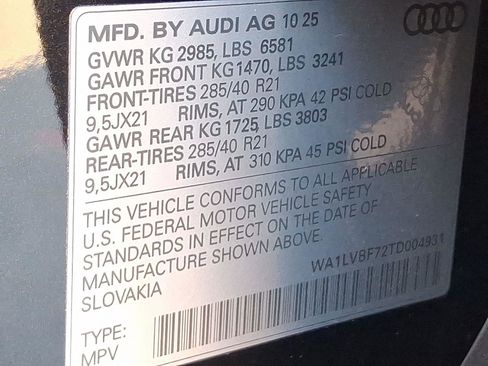 MFD. BY AUDI AG 10 25
GVWR KG 2985, LBS 6581
GAWR FRONT KG1470, LBS 3241
FRONT-TIRES 285/40 R21
9,5JX21 RIMS, AT 290 KPA 42 PSI COLD
GAWR REAR KG 1725, LBS 3803
REAR-TIRES 285/40 R21
9,5JX21 RIMS, AT 310 KPA 45 PSI COLD
THIS VEHICLE CONFORMS TO ALL APPLICABLE
U.S. FEDERAL MOTOR VEHICLE SAFETY
STANDARDS IN EFFECT ON THE DATE OF
MANUFACTURE SHOWN ABOVE.
SLOVAKIA
WA1LVBF72TD004931
TYPE:
MPV